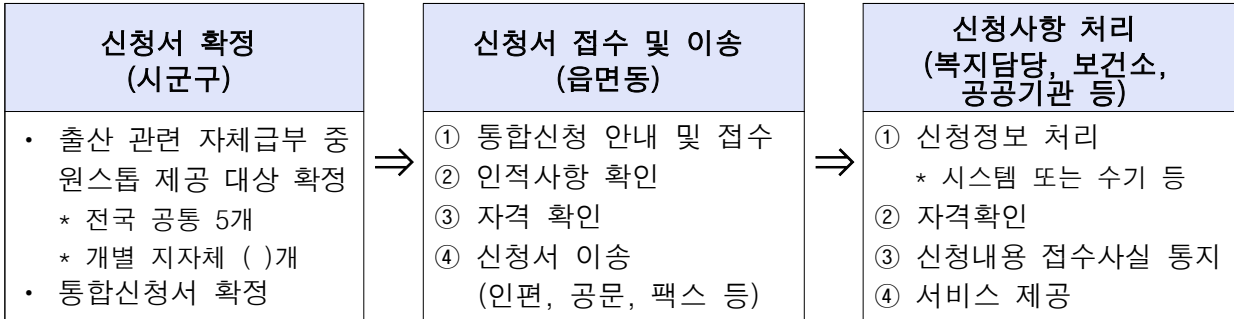 신청서 확정
(시군구)
· 출산 관련 자체급부 중
원스톱 제공 대상 확정
* 전국 공통 5개
* 개별 지자체 ( )개
· 통합신청서 확정
⇒
신청서 접수 및 이송
(읍면동)
① 통합신청 안내 및 접수
② 인적사항 확인
③ 자격 확인
④ 신청서 이송
(인편, 공문, 팩스 등)
⇒
신청사항 처리
(복지담당, 보건소,
공공기관 등)
① 신청정보 처리
* 시스템 또는 수기 등
② 자격확인
③ 신청내용 접수사실 통지
④ 서비스 제공